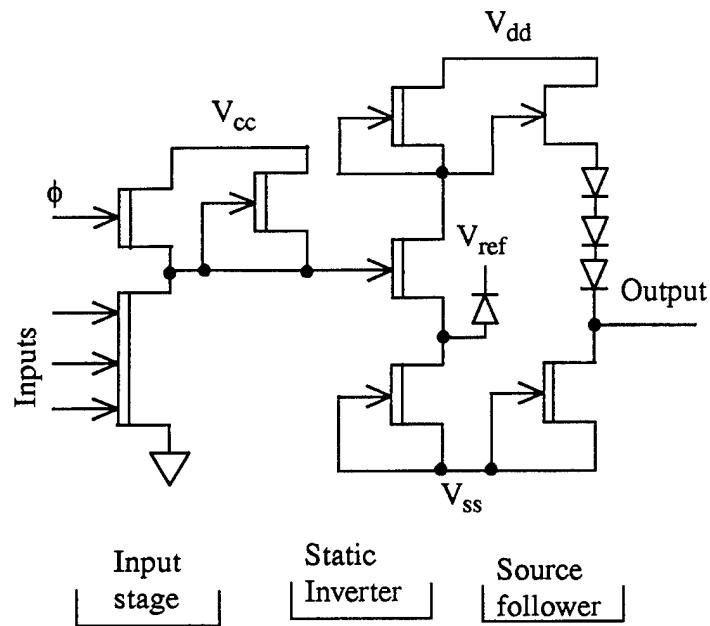 V_dd
V_cc
ϕ
V_ref
Output
Inputs
V_ss
Input
stage
Static
Inverter
Source
follower